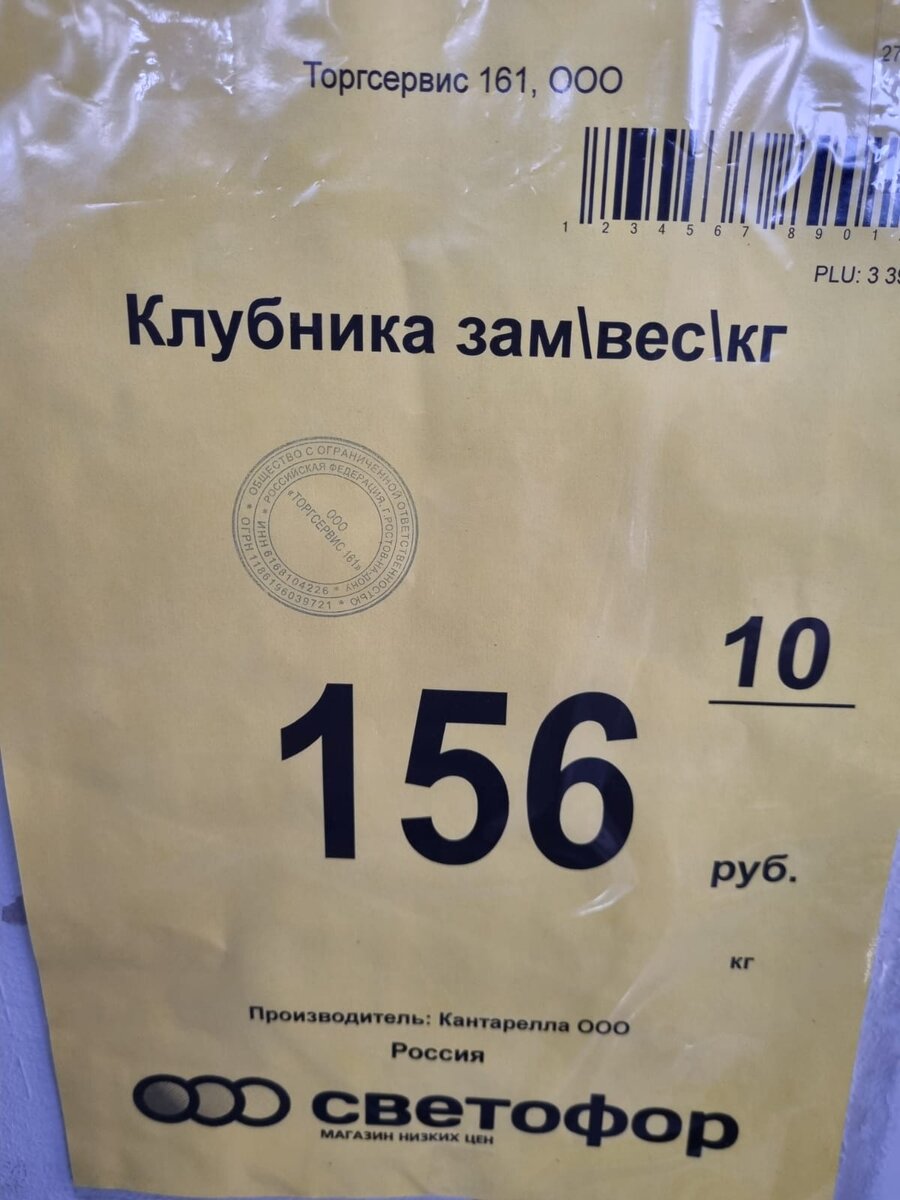 27
Торгсервис 161, ООО
1 2 3 4 5 6 7 8 9 0 1
PLU: 3 39
Клубника зам\вес\кг
* ОБЩЕСТВО С ОГРАНИЧЕННОЙ ОТВЕТСТВЕННОСТЬЮ * ОГРН 1186196039721
* РОССИЙСКАЯ ФЕДЕРАЦИЯ, Г.РОСТОВ-НА-ДОНУ * ИНН 6168104226
ООО
«ТОРГСЕРВИС 161»
156 10
руб.
кг
Производитель: Кантарелла ООО
Россия
светофор
МАГАЗИН НИЗКИХ ЦЕН